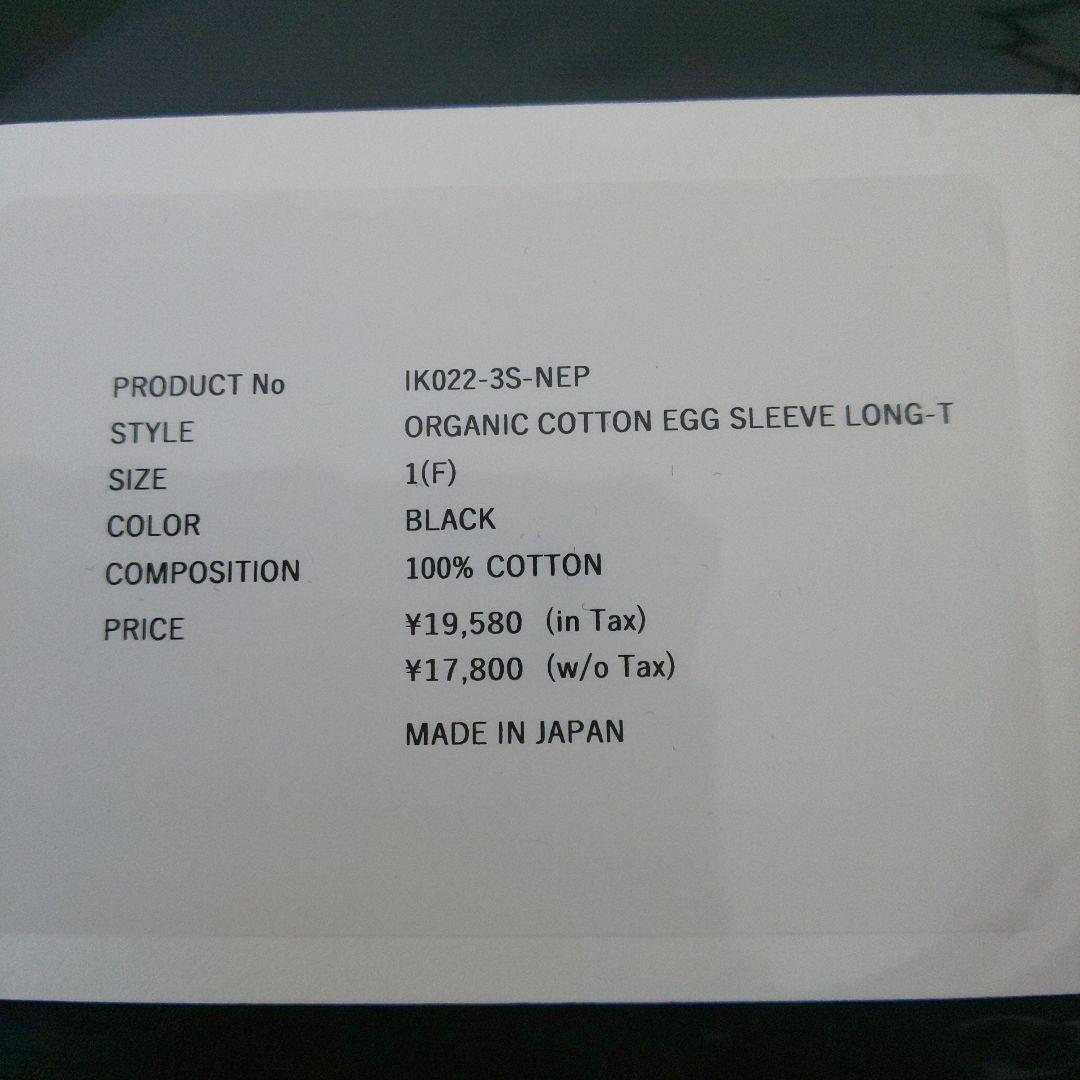 PRODUCT No IK022-3S-NEP
STYLE ORGANIC COTTON EGG SLEEVE LONG-T
SIZE 1(F)
COLOR BLACK
COMPOSITION 100% COTTON
PRICE ¥19,580 (in Tax)
¥17,800 (w/o Tax)
MADE IN JAPAN